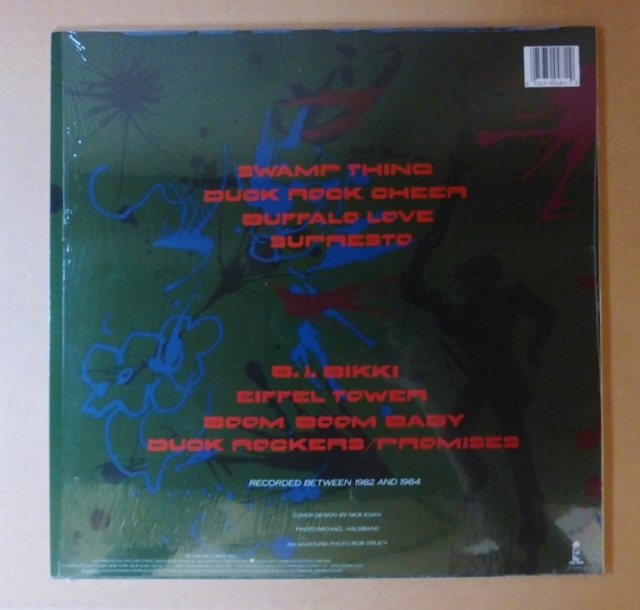 SWAMP THING
DUCK ROCK CHEER
BUFFALO LOVE
SUPRESTO
B. I. BIKKI
EIFFEL TOWER
BOOM BOOM BABY
DUCK ROCKERS/PROMISES
RECORDED BETWEEN 1982 AND 1984
COVER DESIGN BY NICK EGAN
PHOTO MICHAEL HALSBAND
BACKGROUND PHOTO BOB GRUEN